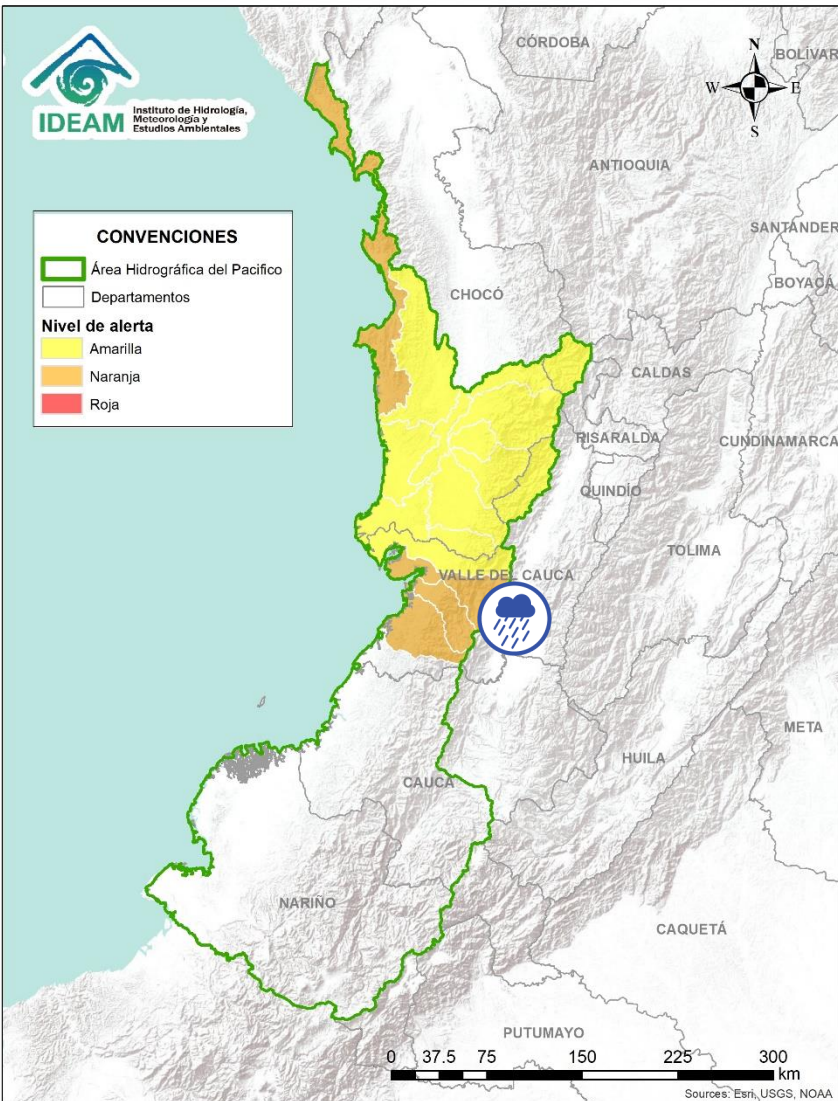 IDEAM
Instituto de Hidrología,
Meteorología y
Estudios Ambientales
CÓRDOBA
BOLÍVAR
N
W
E
S
ANTIOQUIA
SANTANDER
BOYACÁ
CONVENCIONES
Área Hidrográfica del Pacifico
Departamentos
Nivel de alerta
Amarilla
Naranja
Roja
CHOCÓ
CALDAS
RISARALDA
CUNDINAMARCA
QUINDÍO
TOLIMA
VALLE DEL CAUCA
META
HUILA
CAUCA
NARIÑO
CAQUETÁ
PUTUMAYO
0 37.5 75 150 225 300
km
Sources: Esri, USGS, NOAA